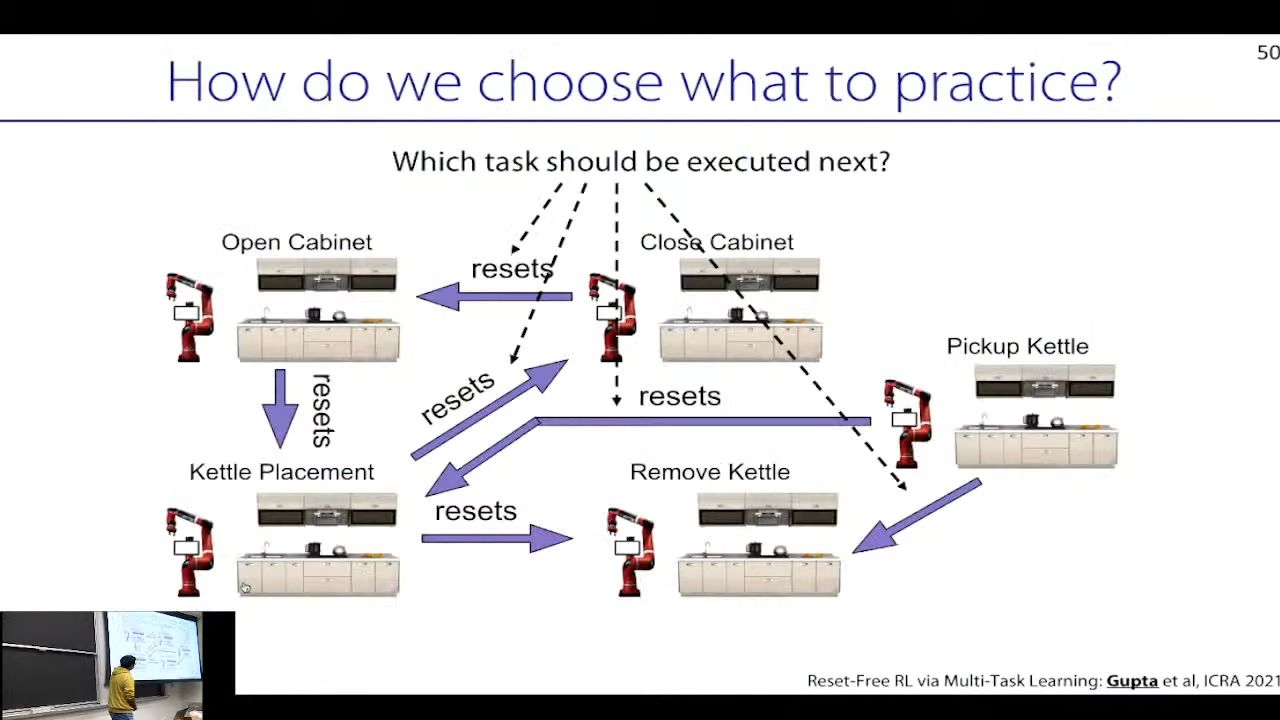 50
How do we choose what to practice?
Which task should be executed next?
Open Cabinet
Close Cabinet
resets
Pickup Kettle
resets
resets
resets
Kettle Placement
Remove Kettle
resets
Reset-Free RL via Multi-Task Learning: Gupta et al, ICRA 2021